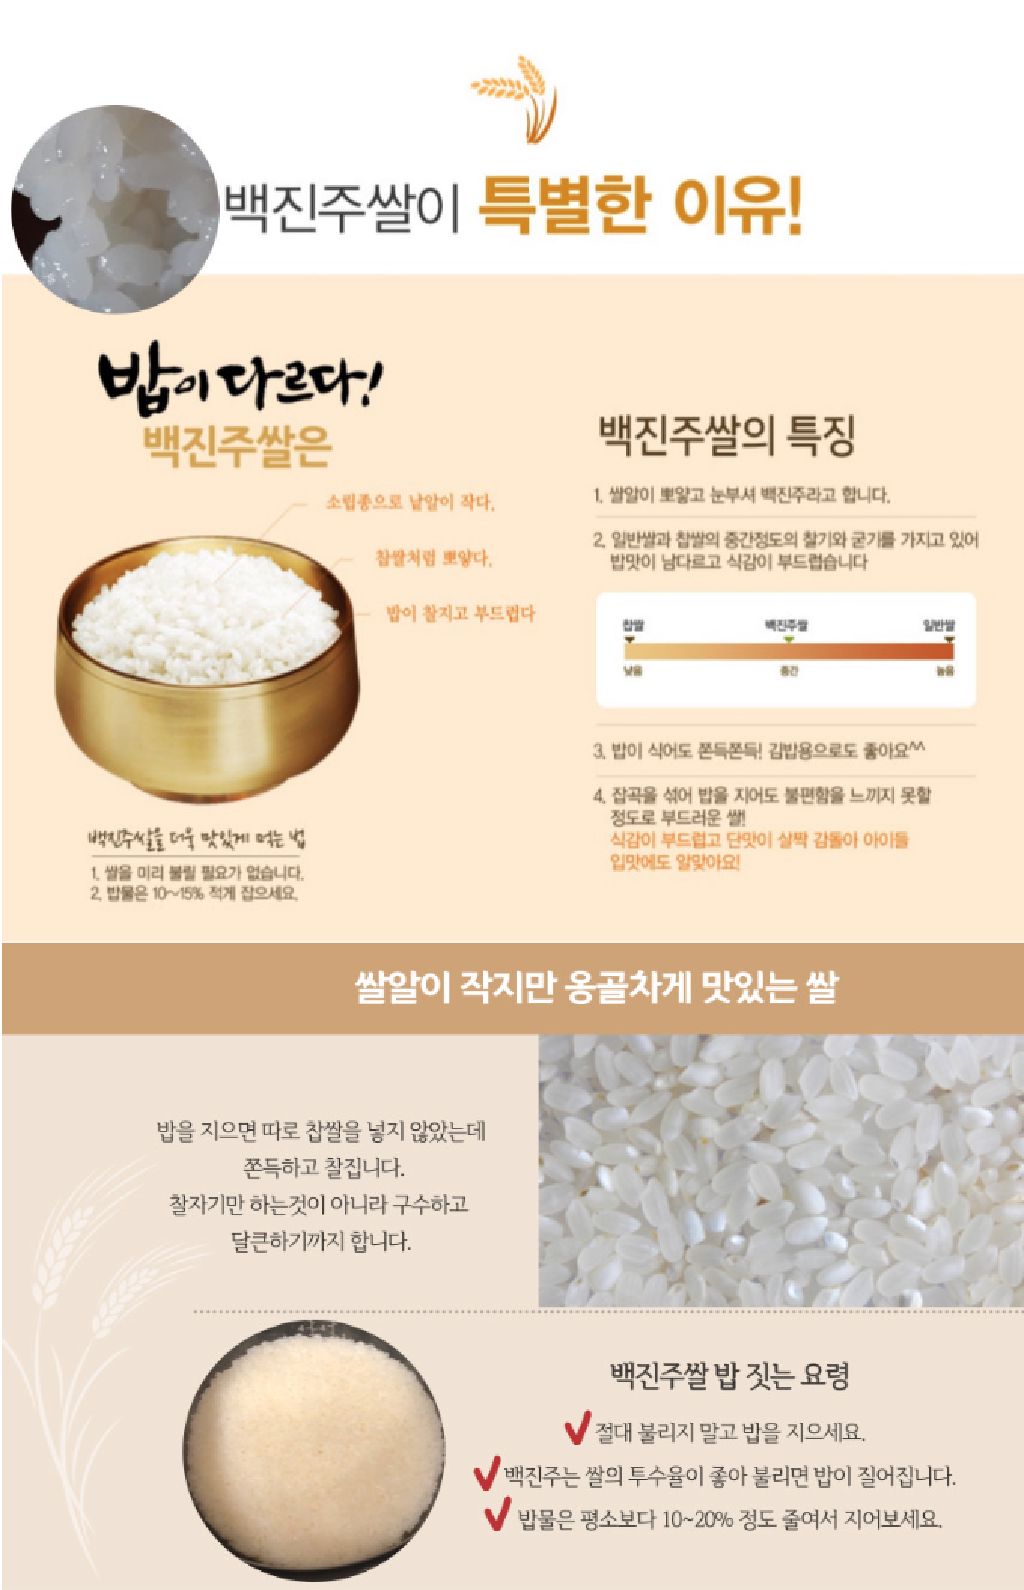 백진주쌀이 특별한 이유!
밥이 다르다!
백진주쌀은
소립종으로 낱알이 작다.
찹쌀처럼 뽀얗다.
밥이 찰지고 부드럽다
백진주쌀을 더욱 맛있게 먹는 법
1. 쌀을 미리 불릴 필요가 없습니다.
2. 밥물은 10~15% 적게 잡으세요.
백진주쌀의 특징
1. 쌀알이 뽀얗고 눈부셔 백진주라고 합니다.
2. 일반쌀과 찹쌀의 중간정도의 찰기와 굳기를 가지고 있어
밥맛이 남다르고 식감이 부드럽습니다
찹쌀 백진주쌀 일반쌀
낮음 중간 높음
3. 밥이 식어도 쫀득쫀득! 김밥용으로도 좋아요^^
4. 잡곡을 섞어 밥을 지어도 불편함을 느끼지 못할
정도로 부드러운 쌀!
식감이 부드럽고 단맛이 살짝 감돌아 아이들
입맛에도 알맞아요!
쌀알이 작지만 옹골차게 맛있는 쌀
밥을 지으면 따로 찹쌀을 넣지 않았는데
쫀득하고 찰집니다.
찰자기만 하는것이 아니라 구수하고
달큰하기까지 합니다.
백진주쌀 밥 짓는 요령
절대 불리지 말고 밥을 지으세요.
백진주는 쌀의 투수율이 좋아 불리면 밥이 질어집니다.
밥물은 평소보다 10~20% 정도 줄여서 지어보세요.